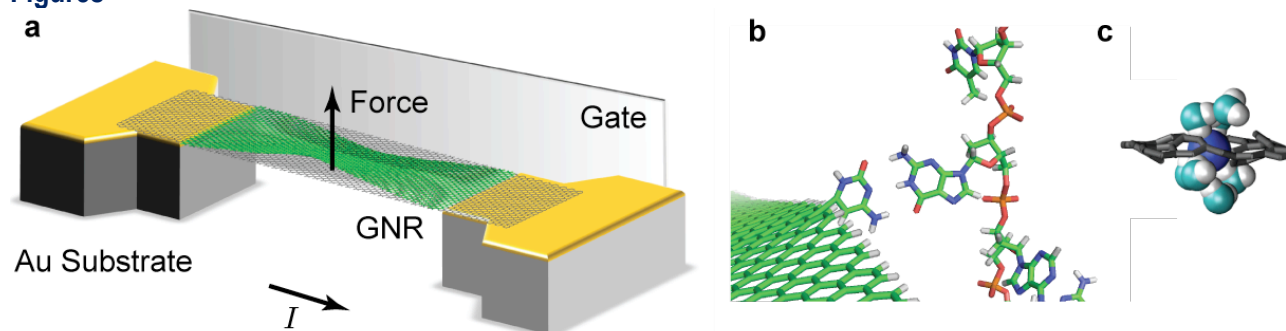 Figures
a
b
c
Force
Gate
GNR
Au Substrate
I